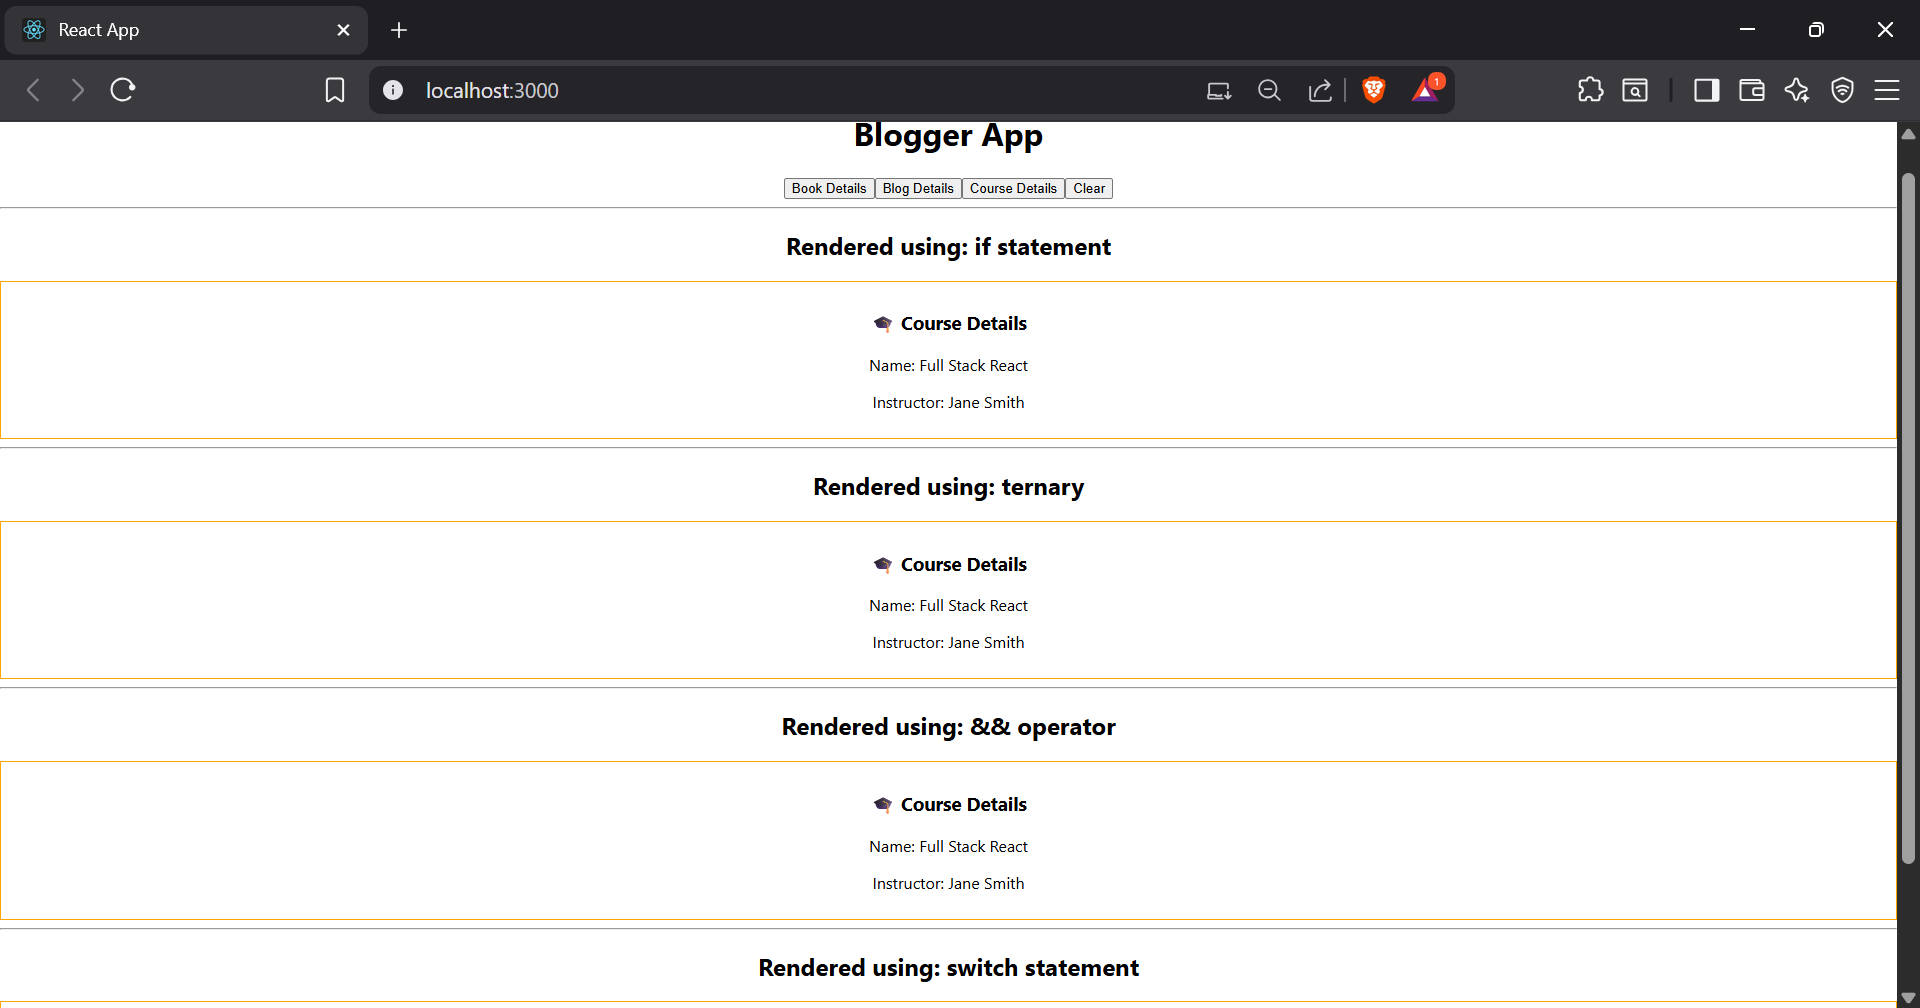 React App
localhost:3000
1
Blogger App
Book Details Blog Details Course Details Clear
Rendered using: if statement
🎓 Course Details
Name: Full Stack React
Instructor: Jane Smith
Rendered using: ternary
🎓 Course Details
Name: Full Stack React
Instructor: Jane Smith
Rendered using: && operator
🎓 Course Details
Name: Full Stack React
Instructor: Jane Smith
Rendered using: switch statement